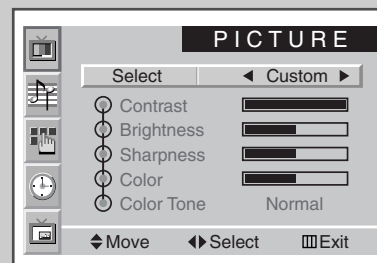 PICTURE
Select ◀ Custom ▶
Contrast
Brightness
Sharpness
Color
Color Tone Normal
Move Select Exit